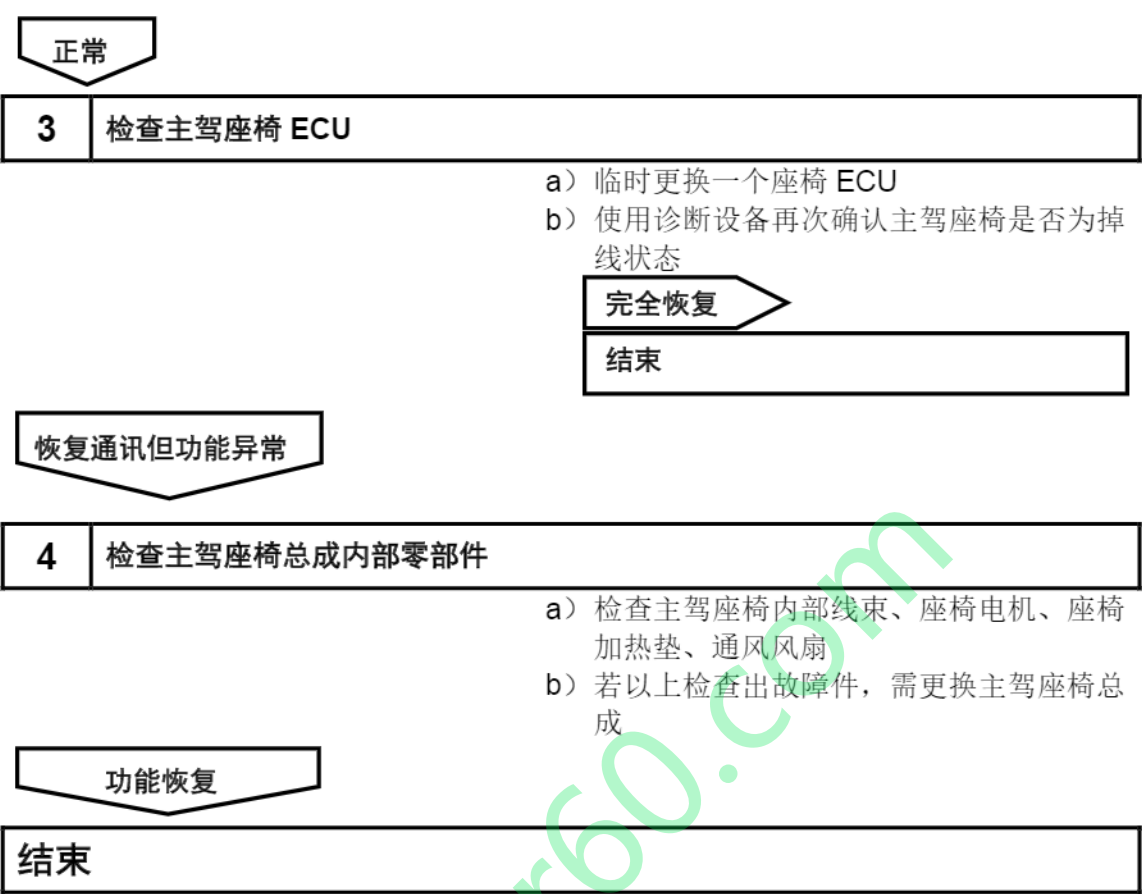 正常
3 检查主驾座椅 ECU
a）临时更换一个座椅 ECU
b）使用诊断设备再次确认主驾座椅是否为掉
线状态
完全恢复
结束
恢复通讯但功能异常
4 检查主驾座椅总成内部零部件
a）检查主驾座椅内部线束、座椅电机、座椅
加热垫、通风风扇
b）若以上检查出故障件，需更换主驾座椅总
成
功能恢复
结束
r60.com